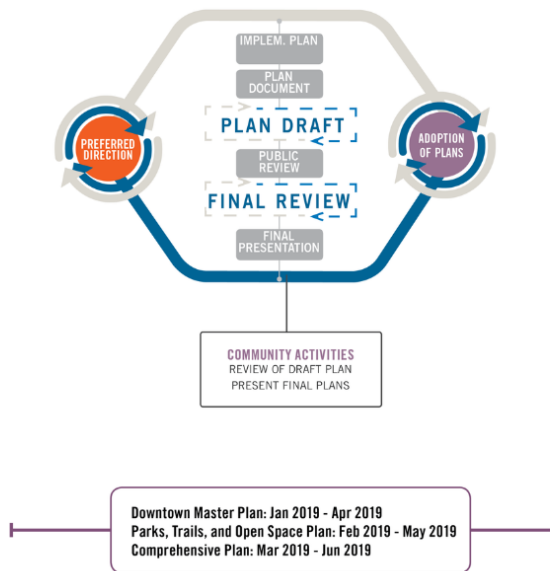 IMPLEM. PLAN
PLAN
DOCUMENT
PLAN DRAFT
PREFERRED
DIRECTION
ADOPTION
OF PLANS
PUBLIC
REVIEW
FINAL REVIEW
FINAL
PRESENTATION
COMMUNITY ACTIVITIES
REVIEW OF DRAFT PLAN
PRESENT FINAL PLANS
Downtown Master Plan: Jan 2019 - Apr 2019
Parks, Trails, and Open Space Plan: Feb 2019 - May 2019
Comprehensive Plan: Mar 2019 - Jun 2019